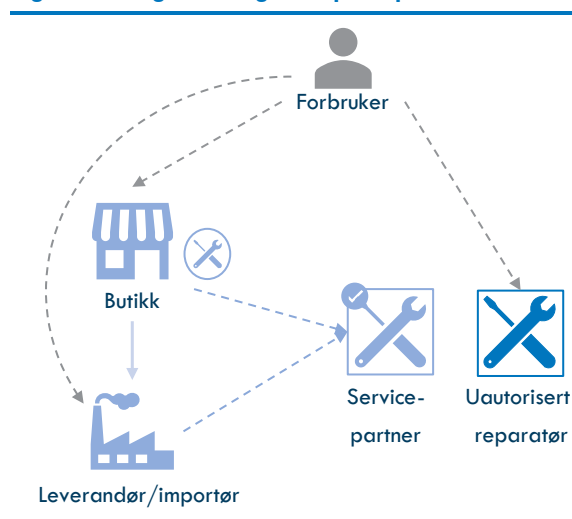 Forbruker
Butikk
Service-
partner
Uautorisert
reparatør
Leverandør/importør